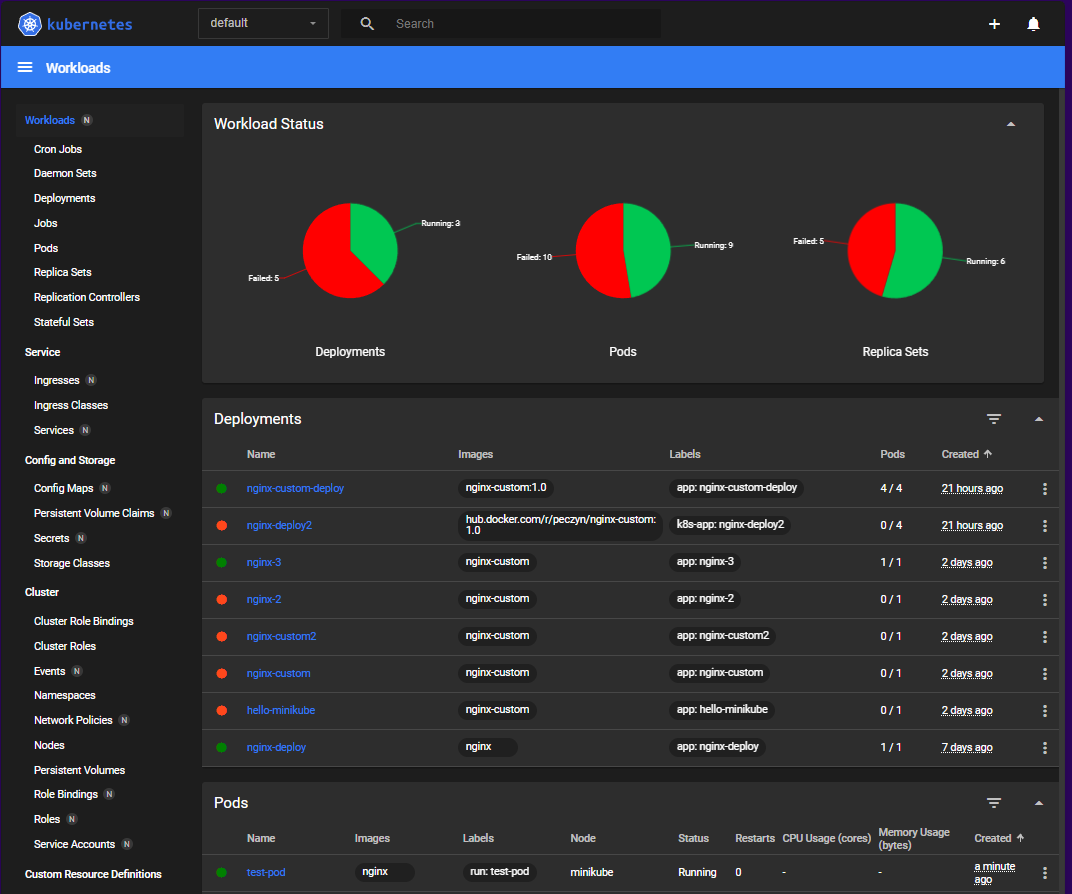 kubernetes
default
Search
Workloads
Workloads N
Cron Jobs
Daemon Sets
Deployments
Jobs
Pods
Replica Sets
Replication Controllers
Stateful Sets
Service
Ingresses N
Ingress Classes
Services N
Config and Storage
Config Maps N
Persistent Volume Claims N
Secrets N
Storage Classes
Cluster
Cluster Role Bindings
Cluster Roles
Events N
Namespaces
Network Policies N
Nodes
Persistent Volumes
Role Bindings N
Roles N
Service Accounts N
Custom Resource Definitions
Workload Status
Running: 3
Failed: 5
Deployments
Running: 9
Failed: 10
Pods
Failed: 5
Running: 6
Replica Sets
Deployments
Name Images Labels Pods Created
nginx-custom-deploy nginx-custom:1.0 app: nginx-custom-deploy 4 / 4 21 hours ago
nginx-deploy2 hub.docker.com/r/peczyn/nginx-custom: k8s-app: nginx-deploy2 0 / 4 21 hours ago
1.0
nginx-3 nginx-custom app: nginx-3 1 / 1 2 days ago
nginx-2 nginx-custom app: nginx-2 0 / 1 2 days ago
nginx-custom2 nginx-custom app: nginx-custom2 0 / 1 2 days ago
nginx-custom nginx-custom app: nginx-custom 0 / 1 2 days ago
hello-minikube nginx-custom app: hello-minikube 0 / 1 2 days ago
nginx-deploy nginx app: nginx-deploy 1 / 1 7 days ago
Pods
Name Images Labels Node Status Restarts CPU Usage (cores) Memory Usage Created
(bytes)
test-pod nginx run: test-pod minikube Running 0 - - a minute
ago